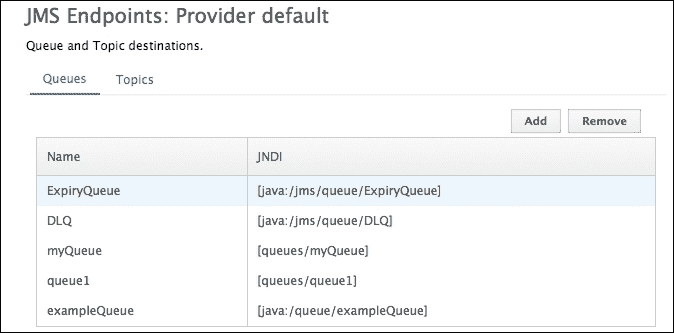 JMS Endpoints: Provider default
Queue and Topic destinations.
Queues Topics
Add Remove
Name JNDI
ExpiryQueue [java:/jms/queue/ExpiryQueue]
DLQ [java:/jms/queue/DLQ]
myQueue [queues/myQueue]
queue1 [queues/queue1]
exampleQueue [java:/queue/exampleQueue]